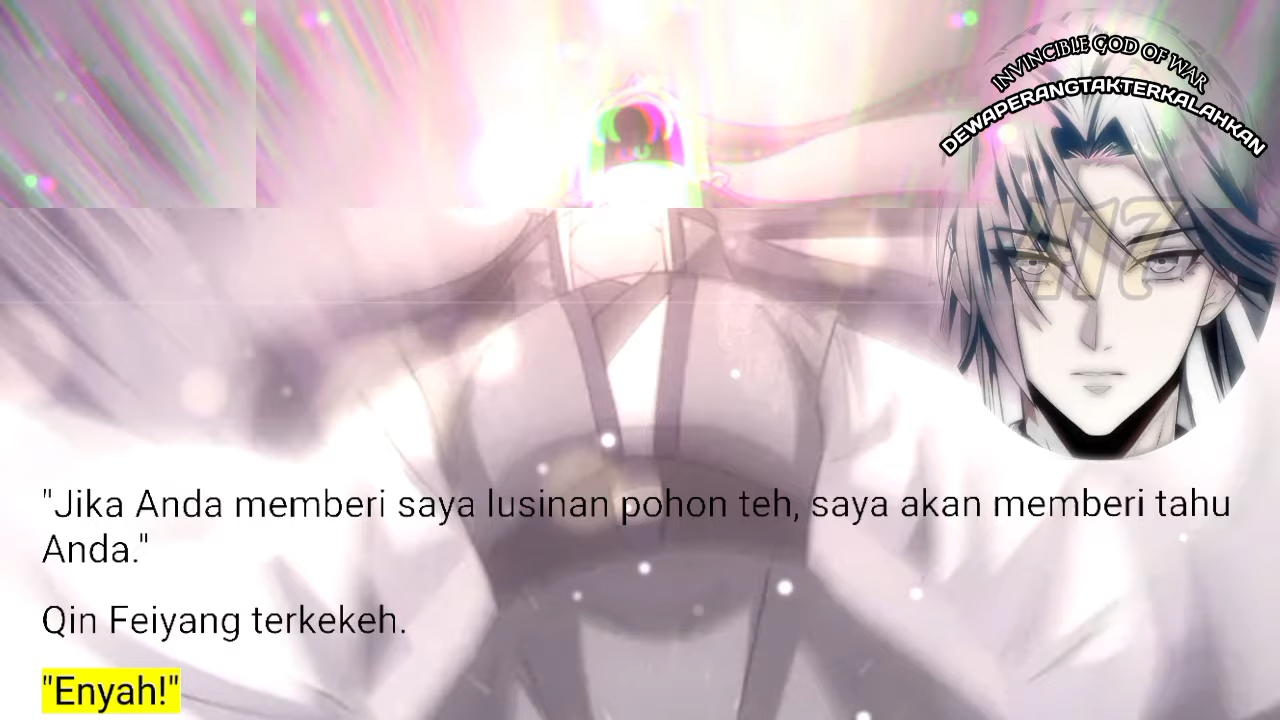 INVINCIBLE GOD OF WAR
DEWAPERANGTAKTERKALAHKAN
417
"Jika Anda memberi saya lusinan pohon teh, saya akan memberi tahu
Anda."
Qin Feiyang terkekeh.
"Enyah!"